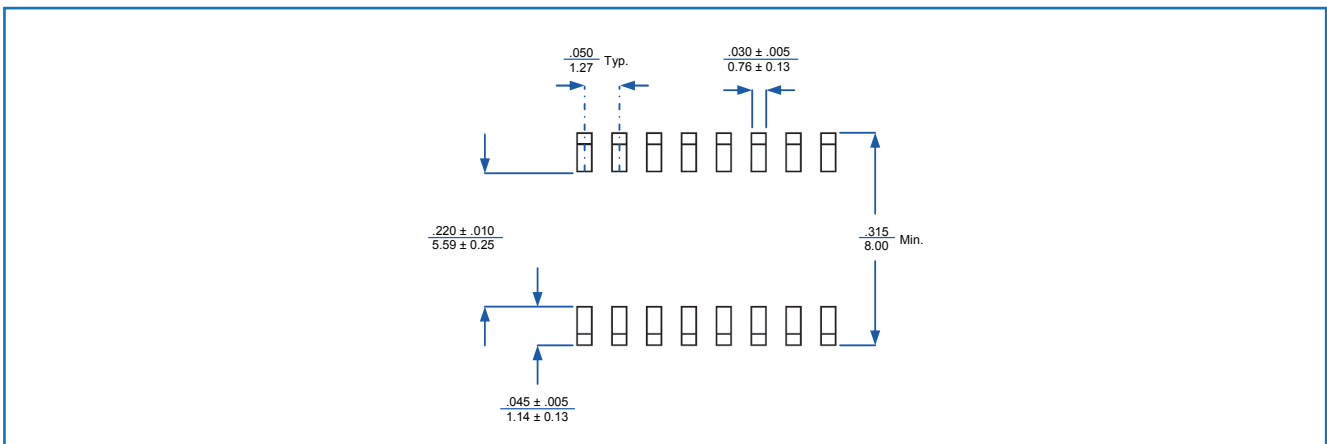 .050
1.27
Typ.
.030 ± .005
0.76 ± 0.13
.220 ± .010
5.59 ± 0.25
.315
8.00
Min.
.045 ± .005
1.14 ± 0.13